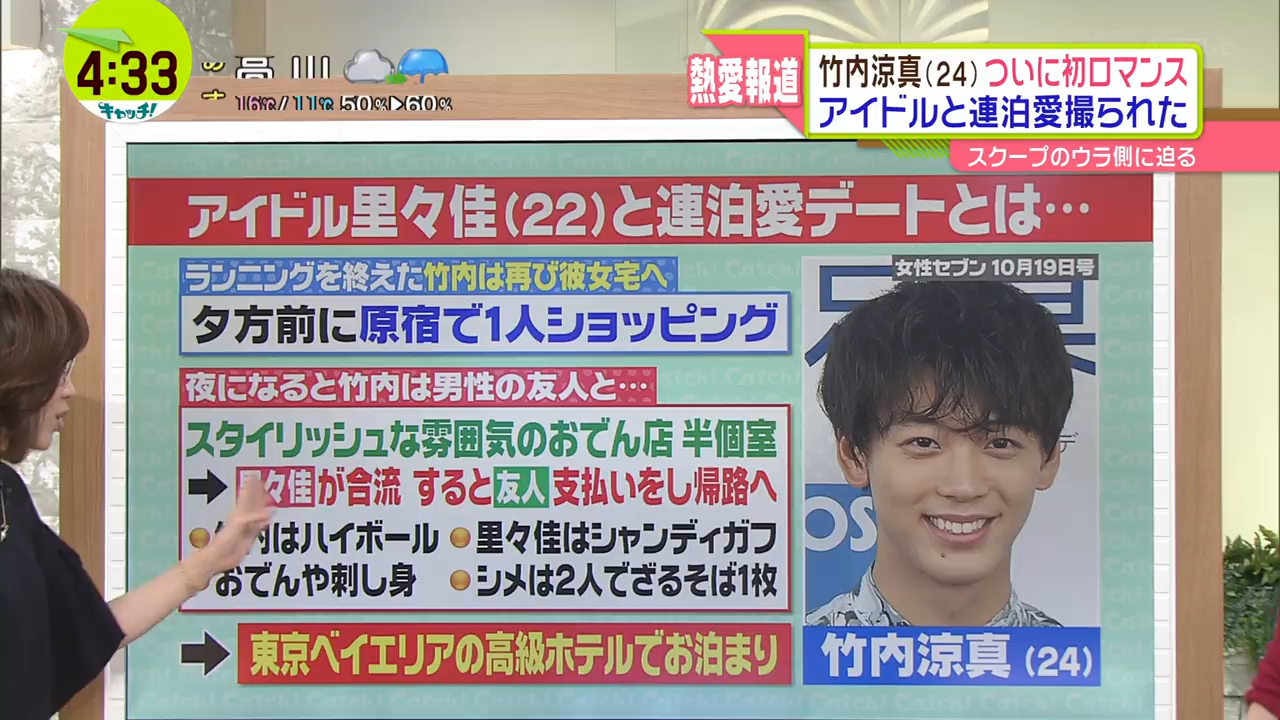 4:33
キャッチ!
高山
16℃/11℃ 50%▶60%
熱愛報道
竹内涼真(24)ついに初ロマンス
アイドルと連泊愛撮られた
スクープのウラ側に迫る
アイドル里々佳(22)と連泊愛デートとは…
ランニングを終えた竹内は再び彼女宅へ
夕方前に原宿で1人ショッピング
夜になると竹内は男性の友人と…
スタイリッシュな雰囲気のおでん店 半個室
➡里々佳が合流 すると友人支払いをし帰路へ
竹内はハイボール ●里々佳はシャンディガフ
おでんや刺し身 ●シメは2人でざるそば1枚
➡東京ベイエリアの高級ホテルでお泊まり
女性セブン 10月19日号
OS
竹内涼真(24)